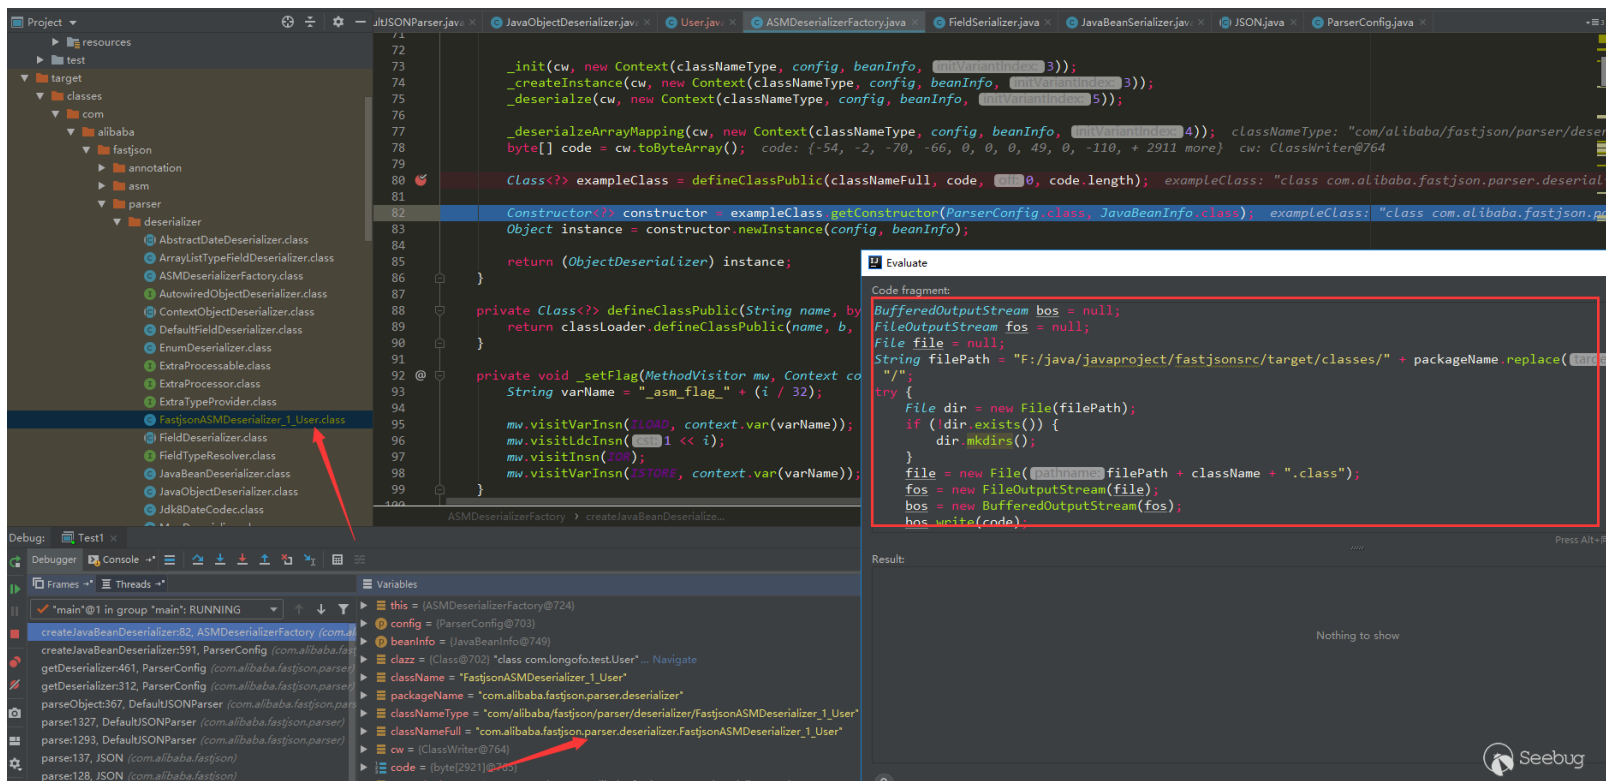 Project
resources
test
target
classes
com
alibaba
fastjson
annotation
asm
parser
deserializer
AbstractDateDeserializer.class
ArrayListTypeFieldDeserializer.class
ASMDeserializerFactory.class
AutowiredObjectDeserializer.class
ContextObjectDeserializer.class
DefaultFieldDeserializer.class
EnumDeserializer.class
ExtraProcessable.class
ExtraProcessor.class
ExtraTypeProvider.class
FastjsonASMDeserializer_1_User.class
FieldDeserializer.class
FieldTypeResolver.class
JavaBeanDeserializer.class
JavaObjectDeserializer.class
Jdk8DateCodec.class
ultJSONParser.java JavaObjectDeserializer.java User.java ASMDeserializerFactory.java FieldSerializer.java JavaBeanSerializer.java JSON.java ParserConfig.java
71
72
73 _init(cw, new Context(classNameType, config, beanInfo, initVariantIndex: 3));
74 _createInstance(cw, new Context(classNameType, config, beanInfo, initVariantIndex: 3));
75 _deserialze(cw, new Context(classNameType, config, beanInfo, initVariantIndex: 5));
76
77 _deserialzeArrayMapping(cw, new Context(classNameType, config, beanInfo, initVariantIndex: 4)); classNameType: "com/alibaba/fastjson/parser/deser
78 byte[] code = cw.toByteArray(); code: {-54, -2, -70, -66, 0, 0, 0, 49, 0, -110, + 2911 more} cw: ClassWriter@764
79
80 Class<?> exampleClass = defineClassPublic(classNameFull, code, off: 0, code.length); exampleClass: "class com.alibaba.fastjson.parser.deserial
81
82 Constructor<?> constructor = exampleClass.getConstructor(ParserConfig.class, JavaBeanInfo.class); exampleClass: "class com.alibaba.fastjson.pa
83 Object instance = constructor.newInstance(config, beanInfo);
84
85 return (ObjectDeserializer) instance;
86 }
87
88 private Class<?> defineClassPublic(String name, by
89 return classLoader.defineClassPublic(name, b,
90 }
91
92 @ private void _setFlag(MethodVisitor mw, Context co
93 String varName = "_asm_flag_" + (i / 32);
94
95 mw.visitVarInsn(ILOAD, context.var(varName));
96 mw.visitLdcInsn(cst: 1 << i);
97 mw.visitInsn(IOR);
98 mw.visitVarInsn(ISTORE, context.var(varName));
99 }
100
ASMDeserializerFactory > createJavaBeanDeserialize...
Evaluate
Code fragment:
BufferedOutputStream bos = null;
FileOutputStream fos = null;
File file = null;
String filePath = "F:/java/javaproject/fastjsonsrc/target/classes/" + packageName.replace(targe
"/";
try {
File dir = new File(filePath);
if (!dir.exists()) {
dir.mkdirs();
}
file = new File(pathname: filePath + className + ".class");
fos = new FileOutputStream(file);
bos = new BufferedOutputStream(fos);
bos.write(code);
Press Alt+
Result:
Nothing to show
Debug: Test1
Debugger Console
Frames Threads
"main"@1 in group "main": RUNNING
createJavaBeanDeserializer:82, ASMDeserializerFactory (com.al
createJavaBeanDeserializer:591, ParserConfig (com.alibaba.fast
getDeserializer:461, ParserConfig (com.alibaba.fastjson.parser)
getDeserializer:312, ParserConfig (com.alibaba.fastjson.parser)
parseObject:367, DefaultJSONParser (com.alibaba.fastjson.pars
parse:1327, DefaultJSONParser (com.alibaba.fastjson.parser)
parse:1293, DefaultJSONParser (com.alibaba.fastjson.parser)
parse:137, JSON (com.alibaba.fastjson)
parse:128, JSON (com.alibaba.fastjson)
Variables
this = {ASMDeserializerFactory@724}
config = {ParserConfig@703}
beanInfo = {JavaBeanInfo@749}
clazz = {Class@702} "class com.longofo.test.User"... Navigate
className = "FastjsonASMDeserializer_1_User"
packageName = "com.alibaba.fastjson.parser.deserializer"
classNameType = "com/alibaba/fastjson/parser/deserializer/FastjsonASMDeserializer_1_User"
classNameFull = "com.alibaba.fastjson.parser.deserializer.FastjsonASMDeserializer_1_User"
cw = {ClassWriter@764}
code = {byte[2921]@765}
Seebug